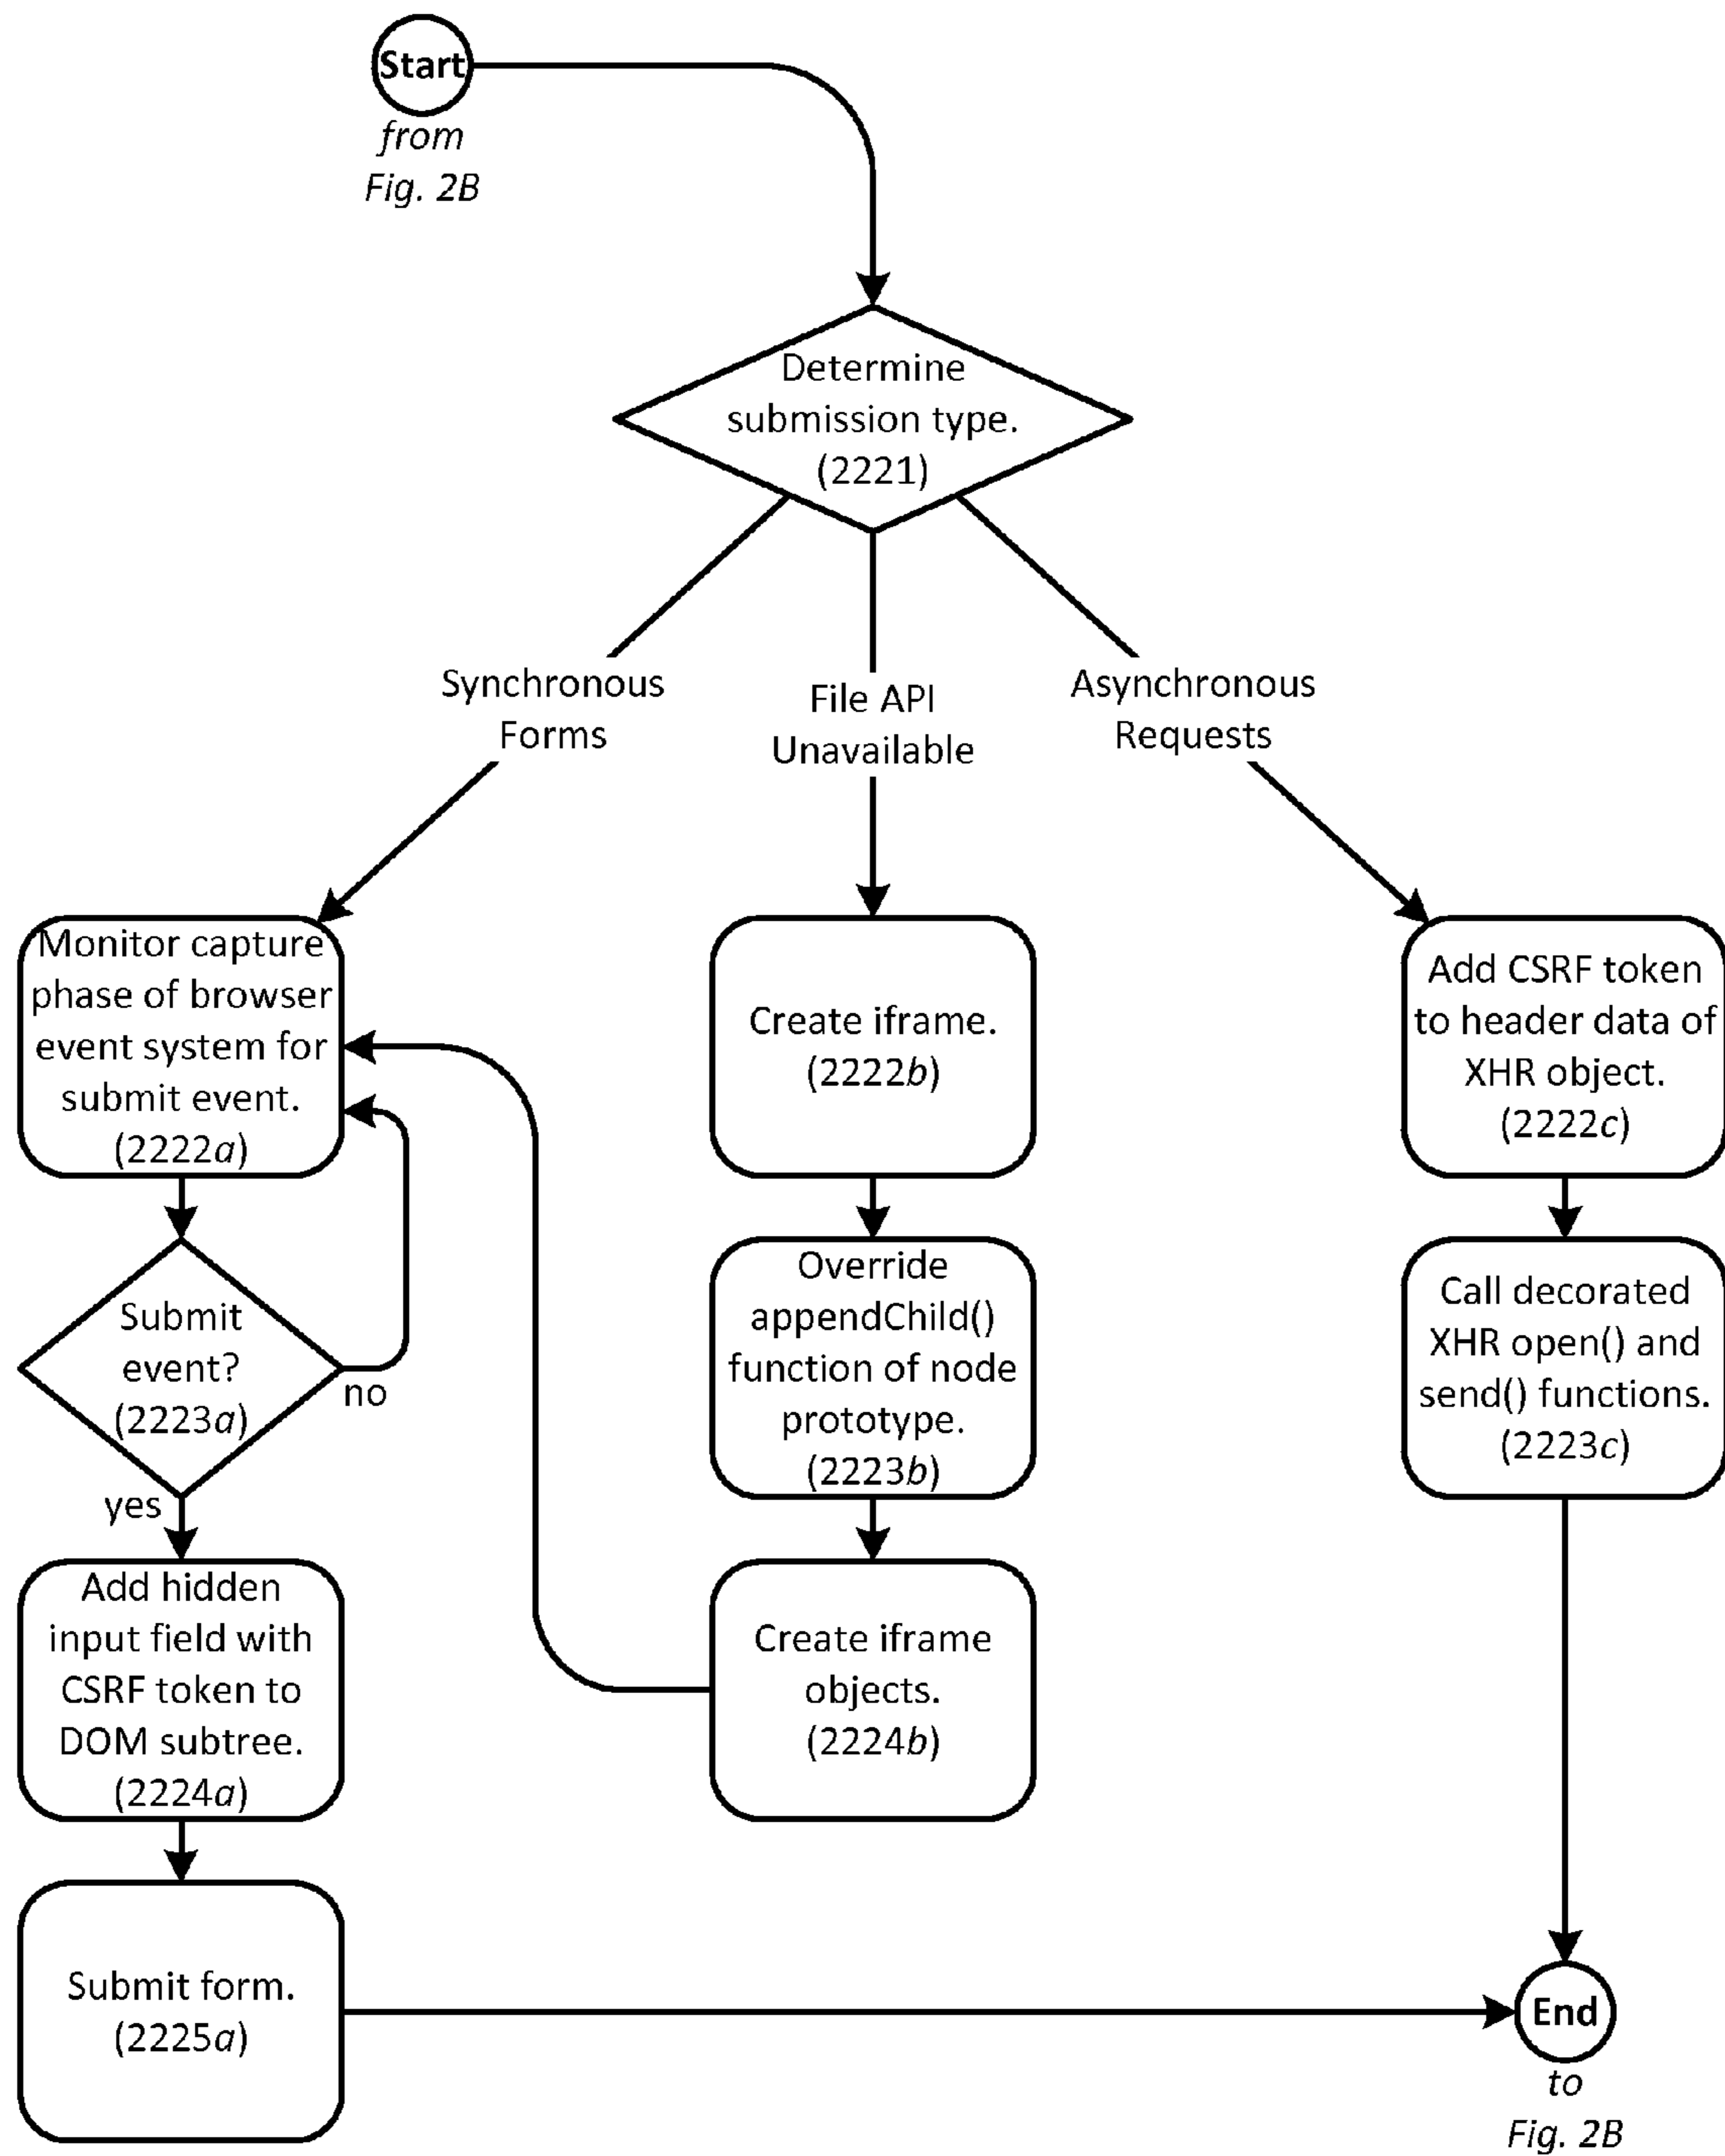 Start
from
Fig. 2B
Determine
submission type.
(2221)
Synchronous
Forms
File API
Unavailable
Asynchronous
Requests
Monitor capture
phase of browser
event system for
submit event.
(2222a)
Create iframe.
(2222b)
Add CSRF token
to header data of
XHR object.
(2222c)
Submit
event?
(2223a)
no
yes
Override
appendChild()
function of node
prototype.
(2223b)
Call decorated
XHR open() and
send() functions.
(2223c)
Add hidden
input field with
CSRF token to
DOM subtree.
(2224a)
Create iframe
objects.
(2224b)
Submit form.
(2225a)
End
to
Fig. 2B